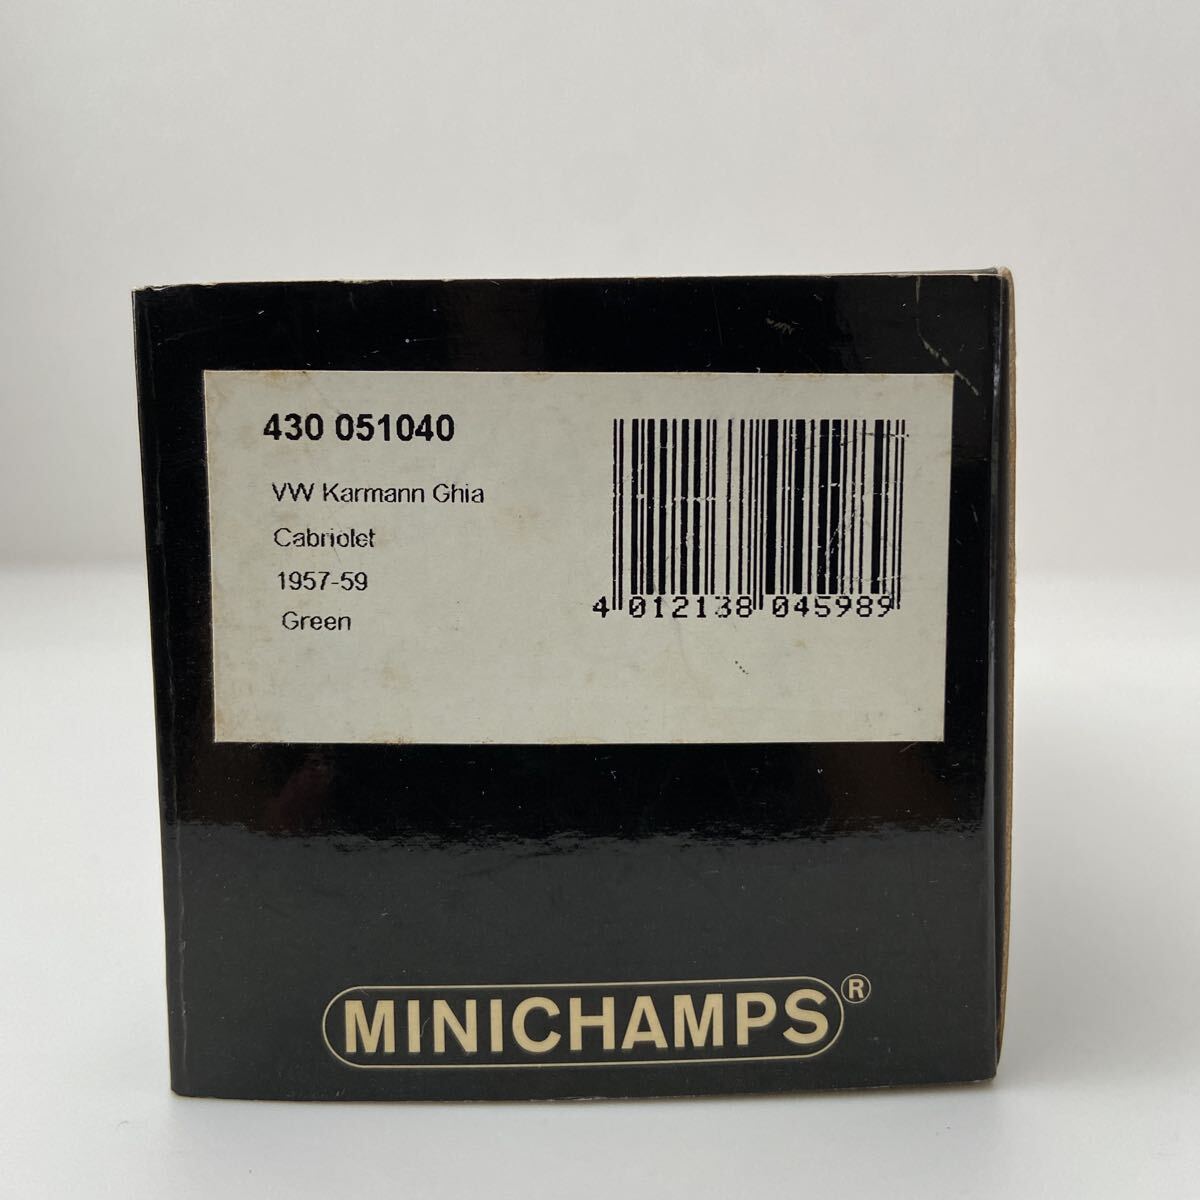 430 051040
VW Karmann Ghia
Cabriolet
1957-59
Green
4 012138 045989
MINICHAMPS®